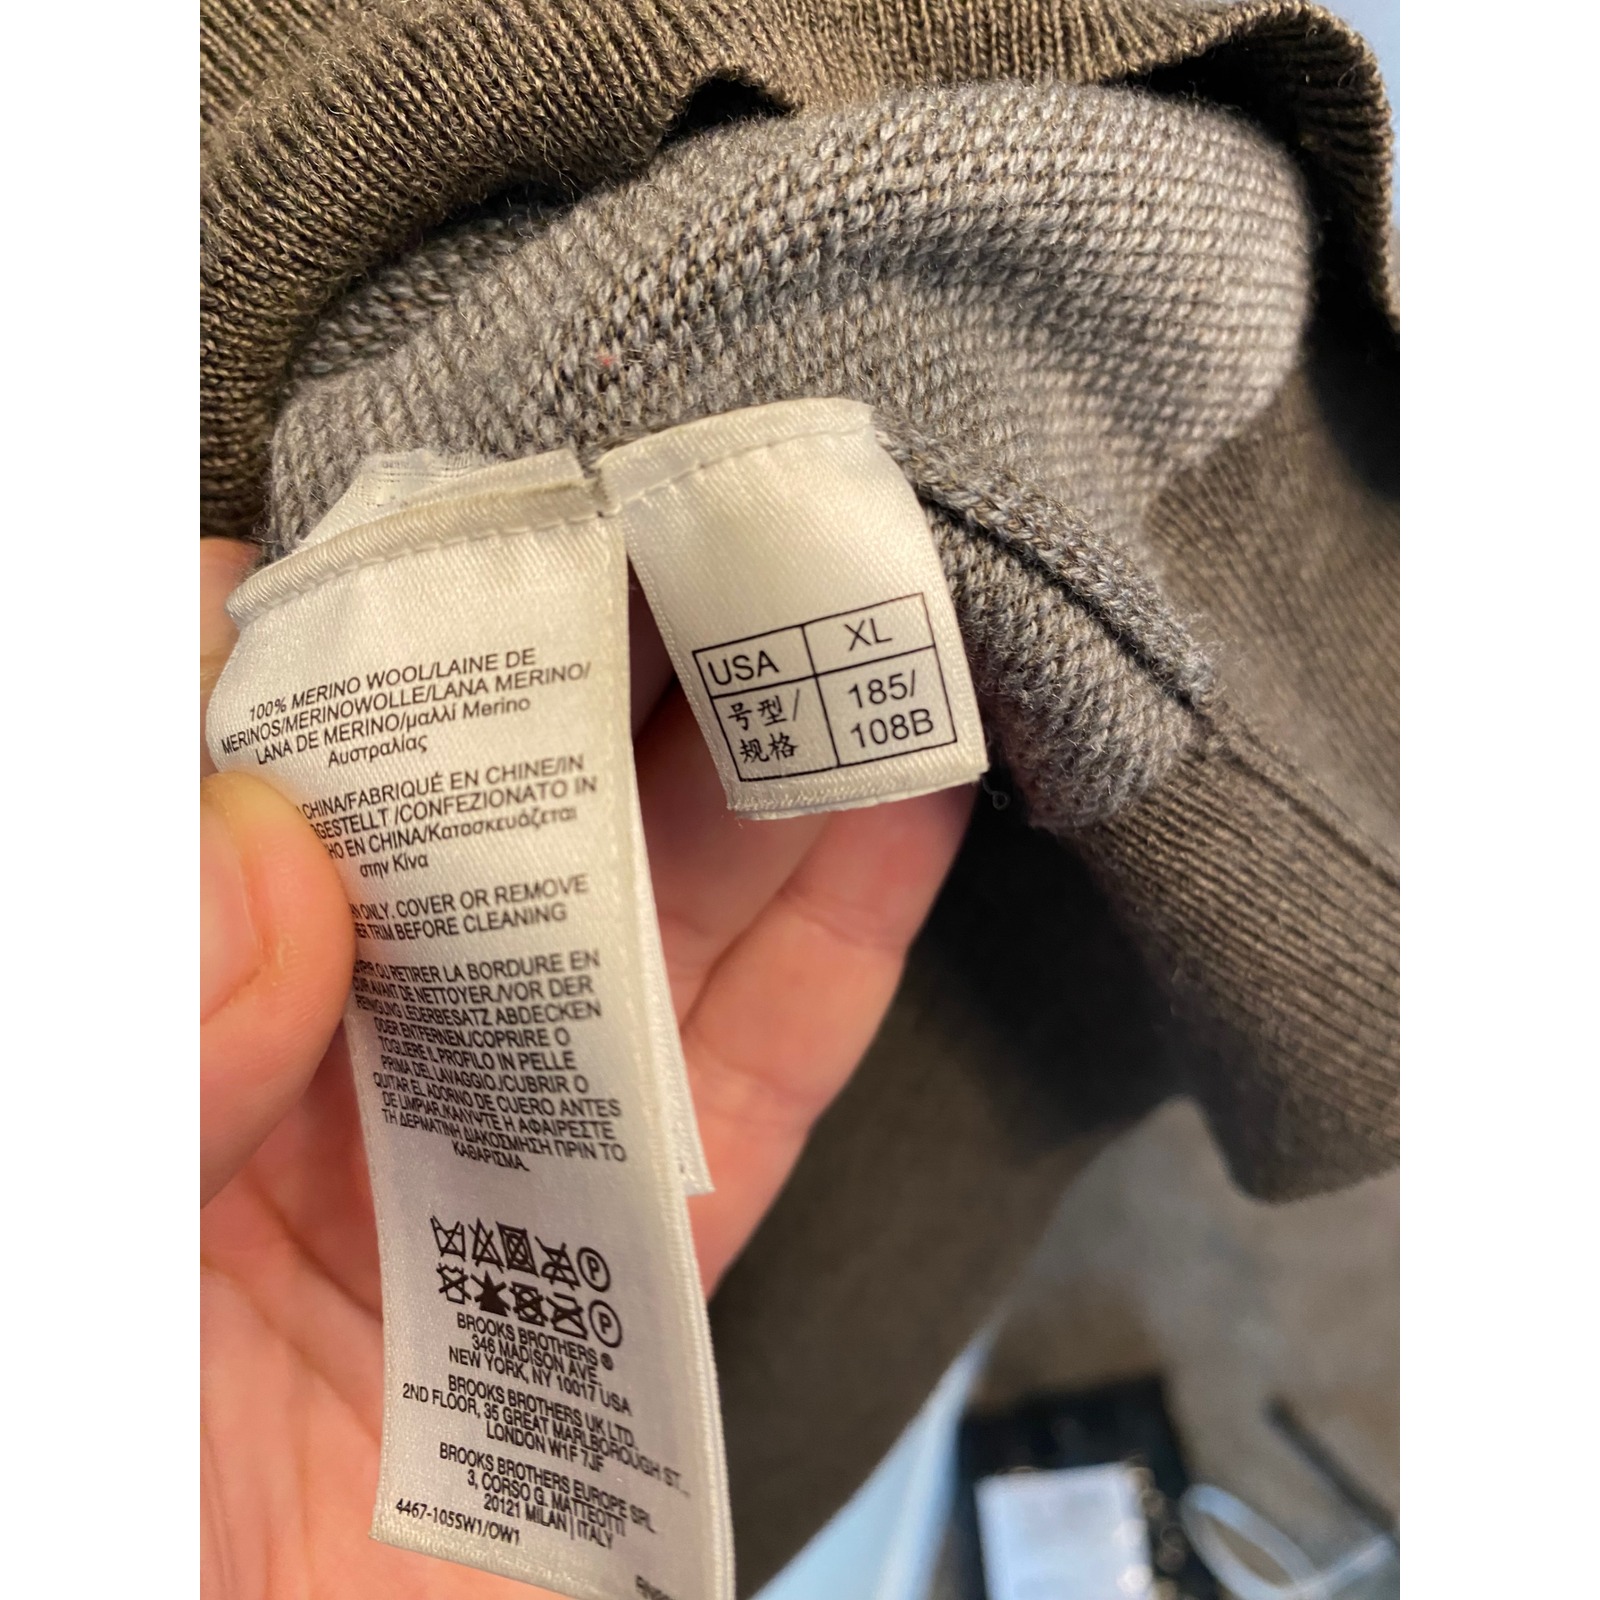 100% MERINO WOOL/LAINE DE
MERINOS/MERINOWOLLE/LANA MERINO/
LANA DE MERINO/μαλλί Merino
Αυστραλίας
CHINA/FABRIQUÉ EN CHINE/IN
GESTELLT /CONFEZIONATO IN
HO EN CHINA/Κατασκευάζεται
στην Κίνα
ONLY. COVER OR REMOVE
ER TRIM BEFORE CLEANING
OU RETIRER LA BORDURE EN
CUIR AVANT DE NETTOYER./VOR DER
REINIGUNG LEDERBESATZ ABDECKEN
ODER ENTFERNEN./COPRIRE O
TOGLIERE IL PROFILO IN PELLE
PRIMA DEL LAVAGGIO./CUBRIR O
QUITAR EL ADORNO DE CUERO ANTES
DE LIMPIAR./ΚΑΛΥΨΤΕ Η ΑΦΑΙΡΕΣΤΕ
ΤΗ ΔΕΡΜΑΤΙΝΗ ΔΙΑΚΟΣΜΗΣΗ ΠΡΙΝ ΤΟ
ΚΑΘΑΡΙΣΜΑ.
P
P
BROOKS BROTHERS ®
346 MADISON AVE.
NEW YORK, NY 10017 USA
BROOKS BROTHERS UK LTD.
2ND FLOOR, 35 GREAT MARLBOROUGH ST.,
LONDON W1F 7JF
BROOKS BROTHERS EUROPE SRL
3, CORSO G. MATTEOTTI
20121 MILAN | ITALY
4467-105SW1/OW1
USA XL
号型/ 185/
规格 108B